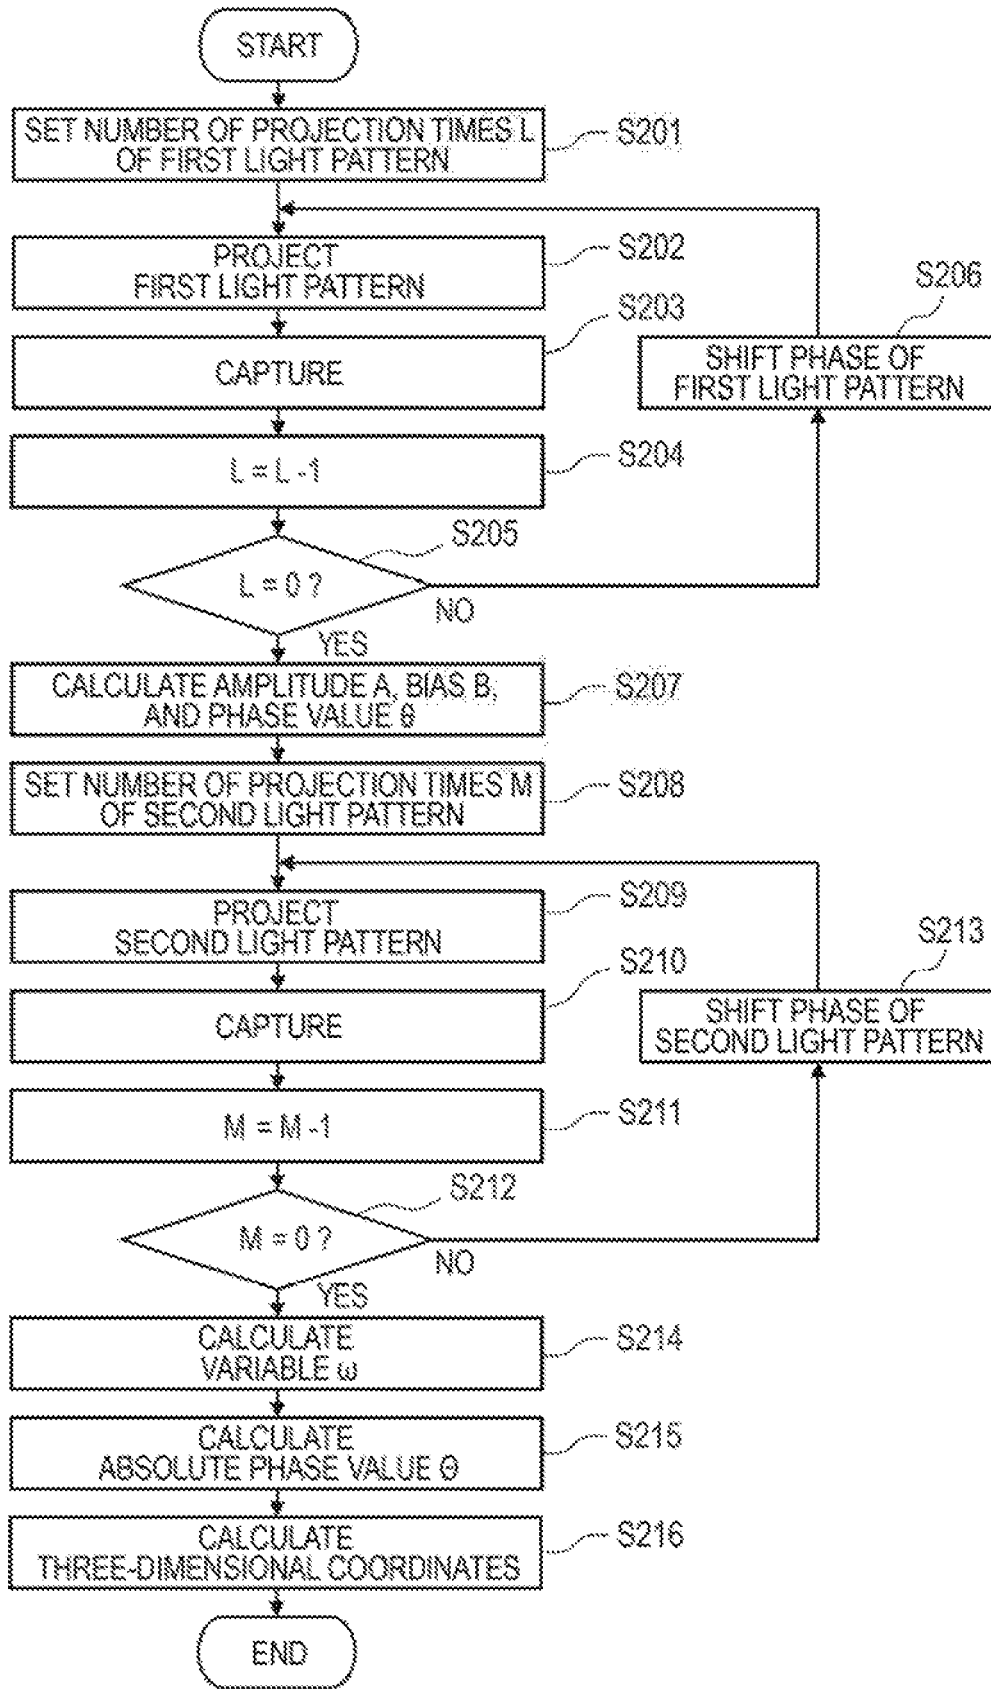 START
SET NUMBER OF PROJECTION TIMES L
OF FIRST LIGHT PATTERN
S201
PROJECT
FIRST LIGHT PATTERN
S202
CAPTURE
S203
SHIFT PHASE OF
FIRST LIGHT PATTERN
S206
L = L -1
S204
L = 0 ?
S205
NO
YES
CALCULATE AMPLITUDE A, BIAS B,
AND PHASE VALUE θ
S207
SET NUMBER OF PROJECTION TIMES M
OF SECOND LIGHT PATTERN
S208
PROJECT
SECOND LIGHT PATTERN
S209
CAPTURE
S210
SHIFT PHASE OF
SECOND LIGHT PATTERN
S213
M = M -1
S211
M = 0 ?
S212
NO
YES
CALCULATE
VARIABLE ω
S214
CALCULATE
ABSOLUTE PHASE VALUE Θ
S215
CALCULATE
THREE-DIMENSIONAL COORDINATES
S216
END